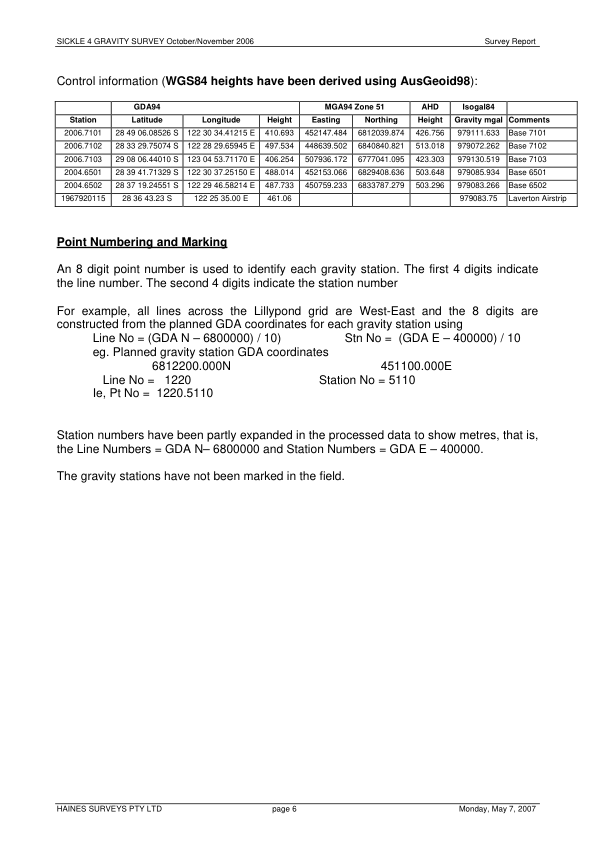 SICKLE 4 GRAVITY SURVEY October/November 2006 Survey Report
Control information (WGS84 heights have been derived using AusGeoid98):
GDA94 MGA94 Zone 51 AHD Isogal84
Station Latitude Longitude Height Easting Northing Height Gravity mgal Comments
2006.7101 28 49 06.08526 S 122 30 34.41215 E 410.693 452147.484 6812039.874 426.756 979111.633 Base 7101
2006.7102 28 33 29.75074 S 122 28 29.65945 E 497.534 448639.502 6840840.821 513.018 979072.262 Base 7102
2006.7103 29 08 06.44010 S 123 04 53.71170 E 406.254 507936.172 6777041.095 423.303 979130.519 Base 7103
2004.6501 28 39 41.71329 S 122 30 37.25150 E 488.014 452153.066 6829408.636 503.648 979085.934 Base 6501
2004.6502 28 37 19.24551 S 122 29 46.58214 E 487.733 450759.233 6833787.279 503.296 979083.266 Base 6502
1967920115 28 36 43.23 S 122 25 35.00 E 461.06 979083.75 Laverton Airstrip
Point Numbering and Marking
An 8 digit point number is used to identify each gravity station. The first 4 digits indicate
the line number. The second 4 digits indicate the station number
For example, all lines across the Lillypond grid are West-East and the 8 digits are
constructed from the planned GDA coordinates for each gravity station using
Line No = (GDA N – 6800000) / 10) Stn No = (GDA E – 400000) / 10
eg. Planned gravity station GDA coordinates
6812200.000N 451100.000E
Line No = 1220 Station No = 5110
Ie, Pt No = 1220.5110
Station numbers have been partly expanded in the processed data to show metres, that is,
the Line Numbers = GDA N– 6800000 and Station Numbers = GDA E – 400000.
The gravity stations have not been marked in the field.
HAINES SURVEYS PTY LTD page 6 Monday, May 7, 2007